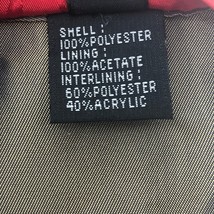 SHELL:
100%POLYESTER
LINING:
100%ACETATE
INTERLINING:
60%POLYESTER
40%ACRYLIC